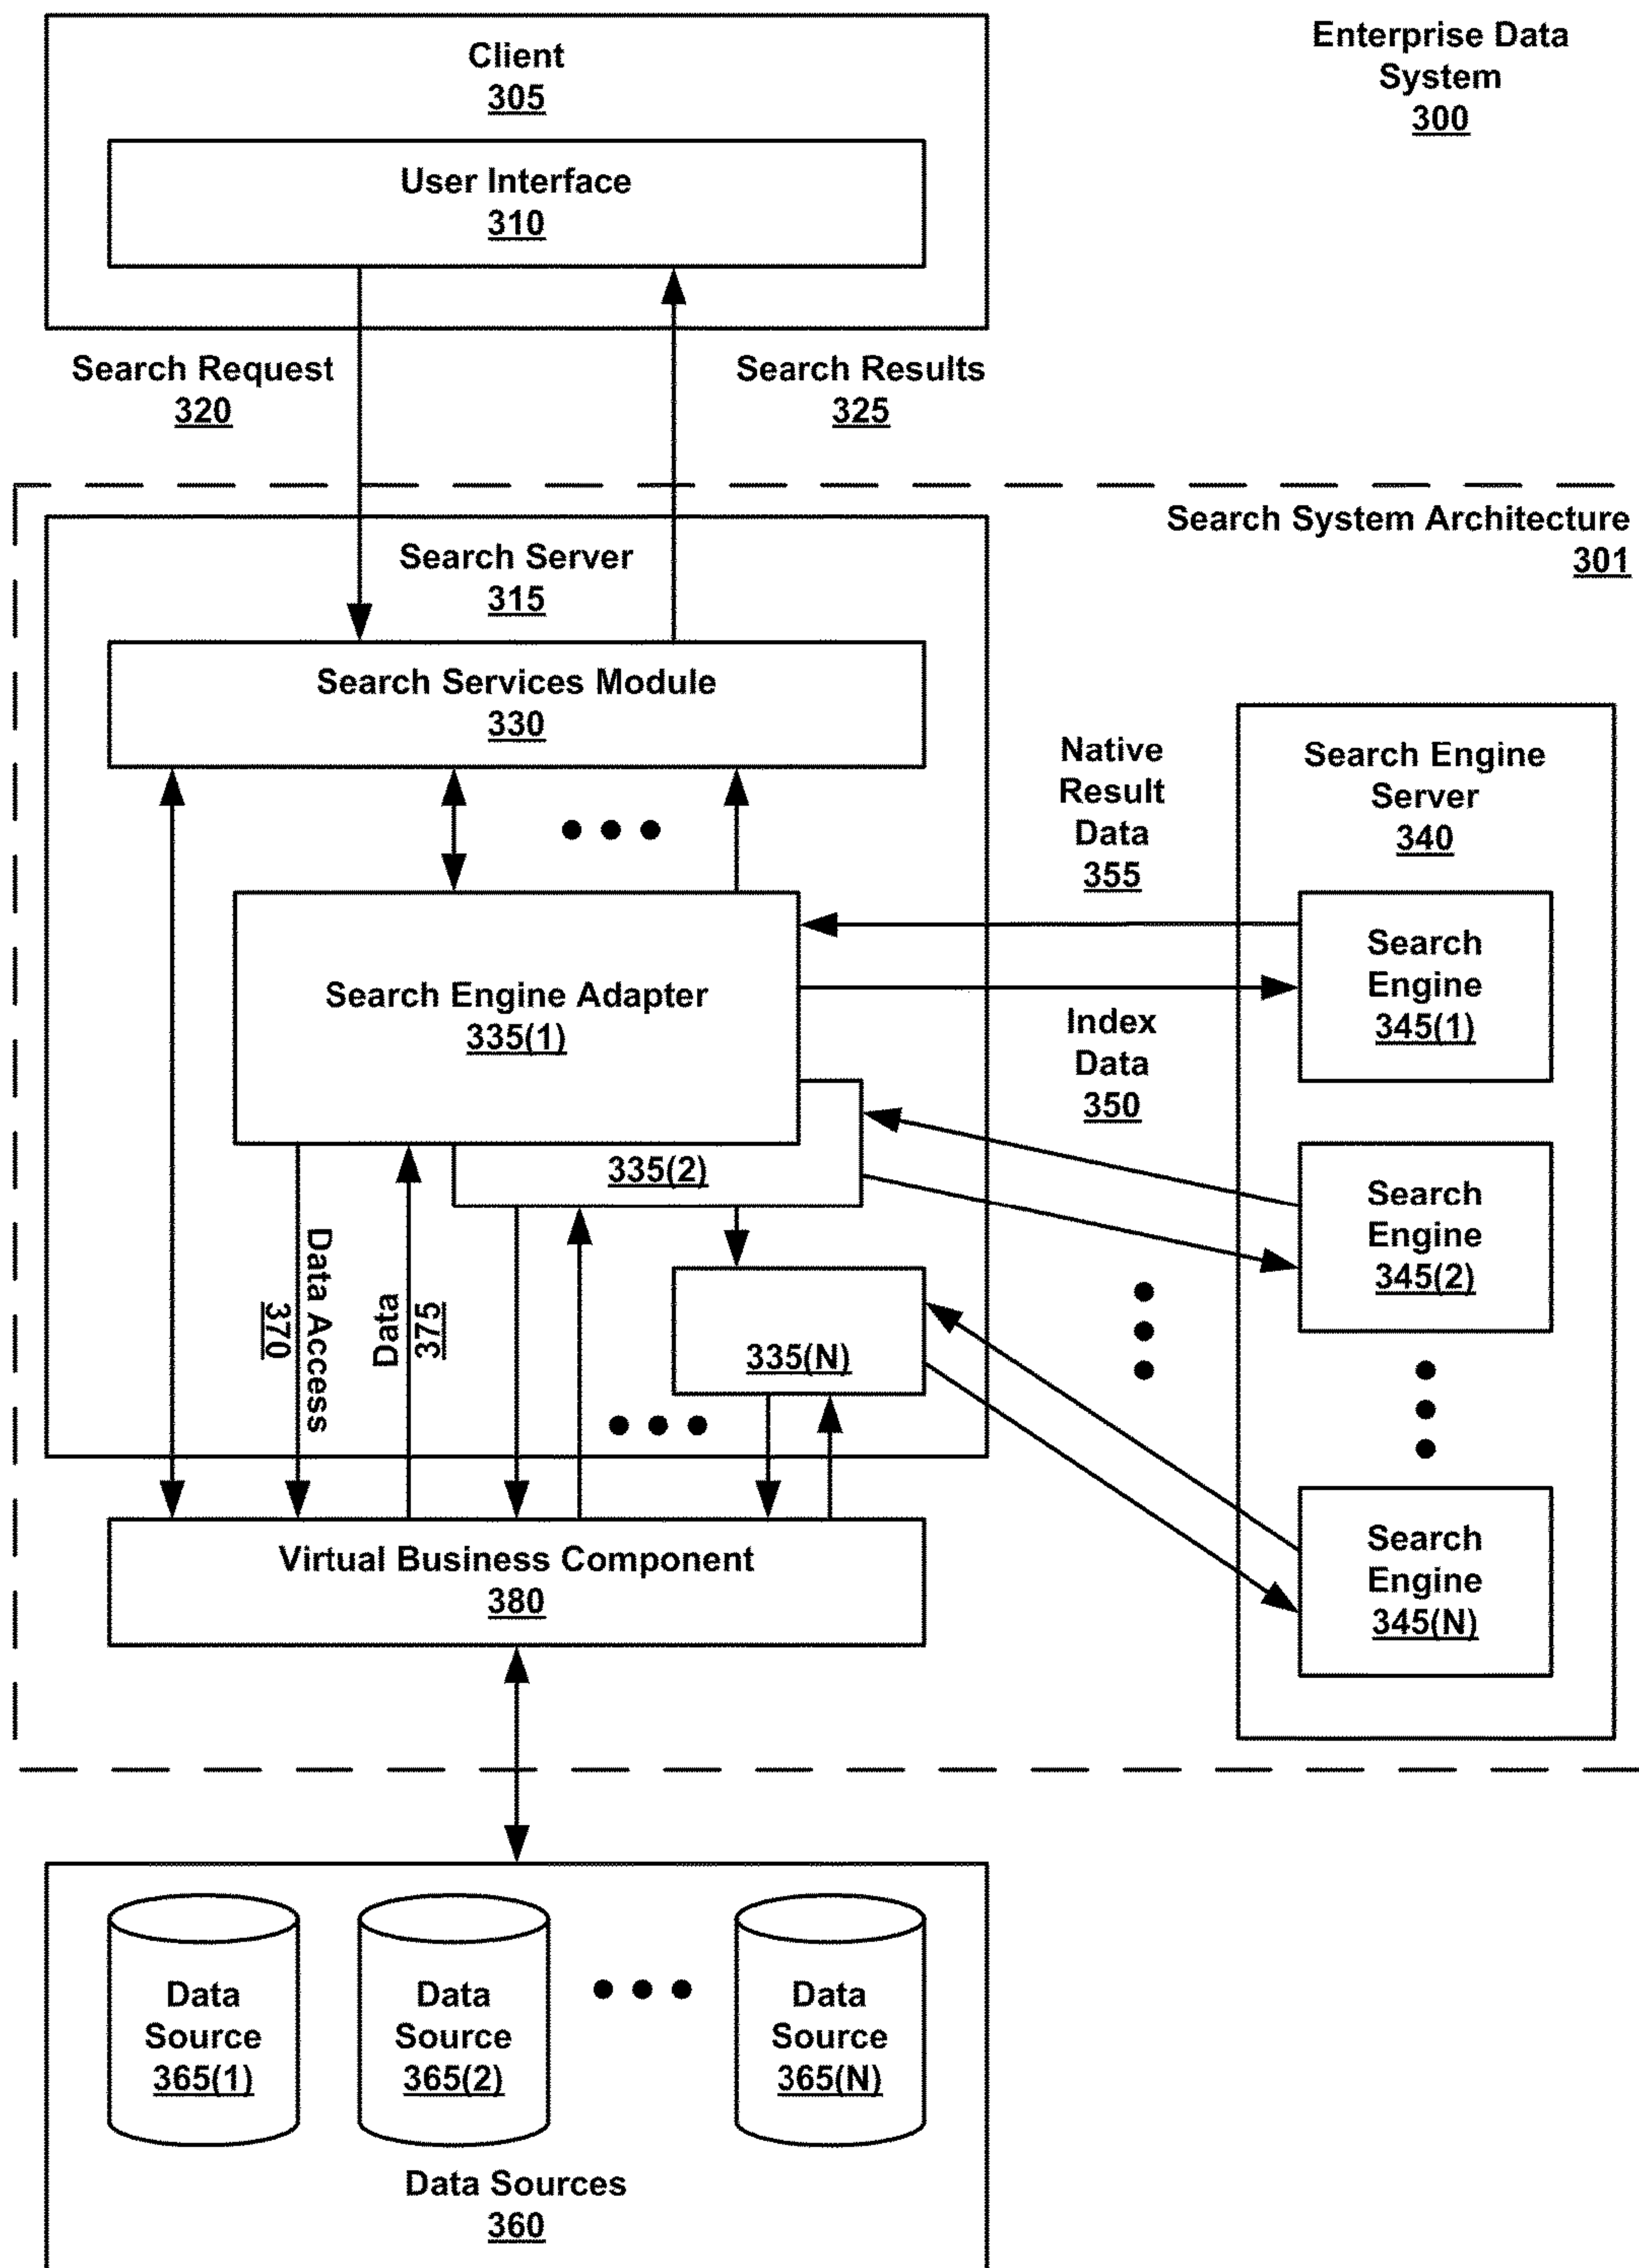 Enterprise Data
System
300
Client
305
User Interface
310
Search Request
320
Search Results
325
Search System Architecture
301
Search Server
315
Search Services Module
330
Native
Result
Data
355
Search Engine
Server
340
Search Engine Adapter
335(1)
Search
Engine
345(1)
Index
Data
350
335(2)
Search
Engine
345(2)
Data Access
370
Data
375
335(N)
Search
Engine
345(N)
Virtual Business Component
380
Data
Source
365(1)
Data
Source
365(2)
Data
Source
365(N)
Data Sources
360